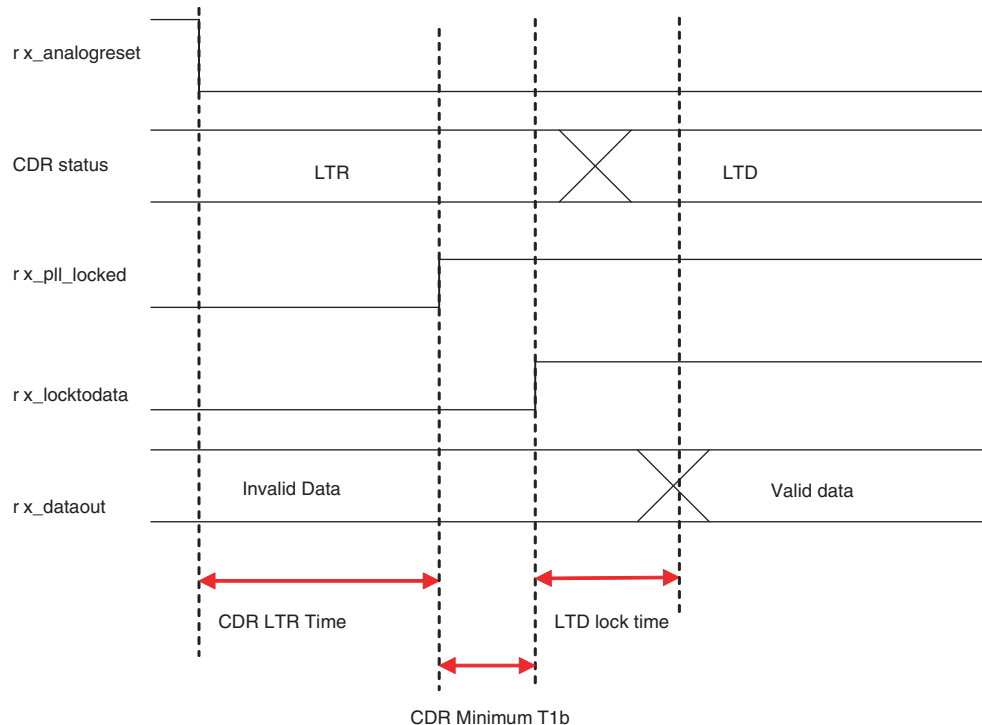 r x_analogreset
CDR status
LTR
LTD
r x_pll_locked
r x_locktodata
r x_dataout
Invalid Data
Valid data
CDR LTR Time
LTD lock time
CDR Minimum T1b